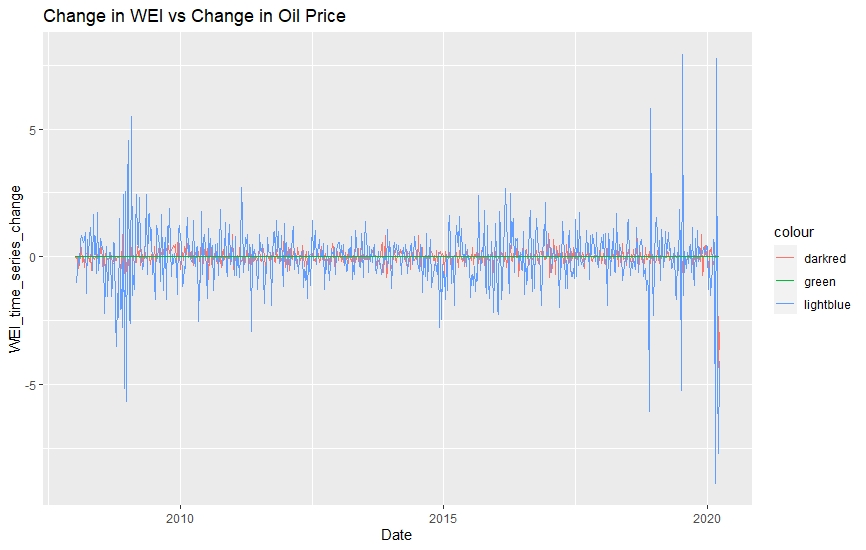 Change in WEI vs Change in Oil Price
WEI_time_series_change
5
0
-5
2010
2015
2020
Date
colour
darkred
green
lightblue